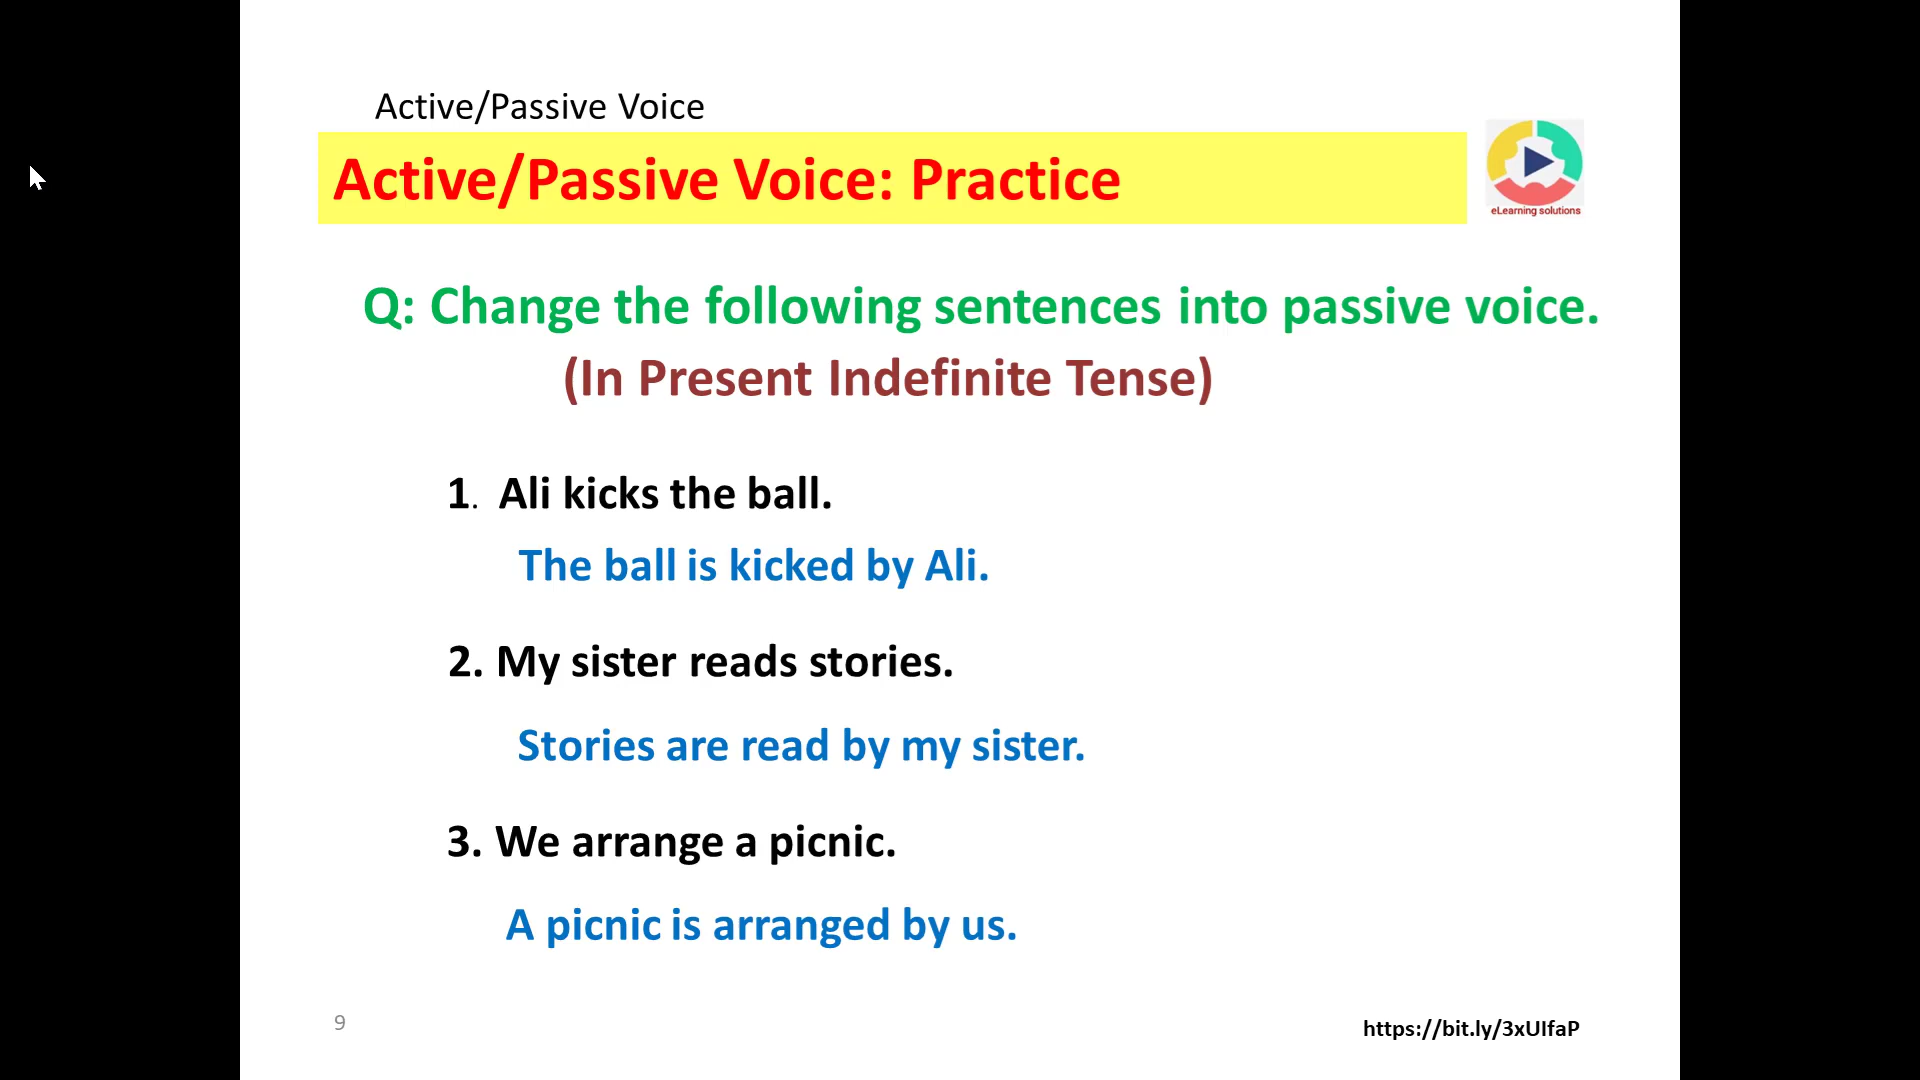 Active/Passive Voice
Active/Passive Voice: Practice
eLearning solutions
Q: Change the following sentences into passive voice.
(In Present Indefinite Tense)
1. Ali kicks the ball.
The ball is kicked by Ali.
2. My sister reads stories.
Stories are read by my sister.
3. We arrange a picnic.
A picnic is arranged by us.
9
https://bit.ly/3xUIfaP